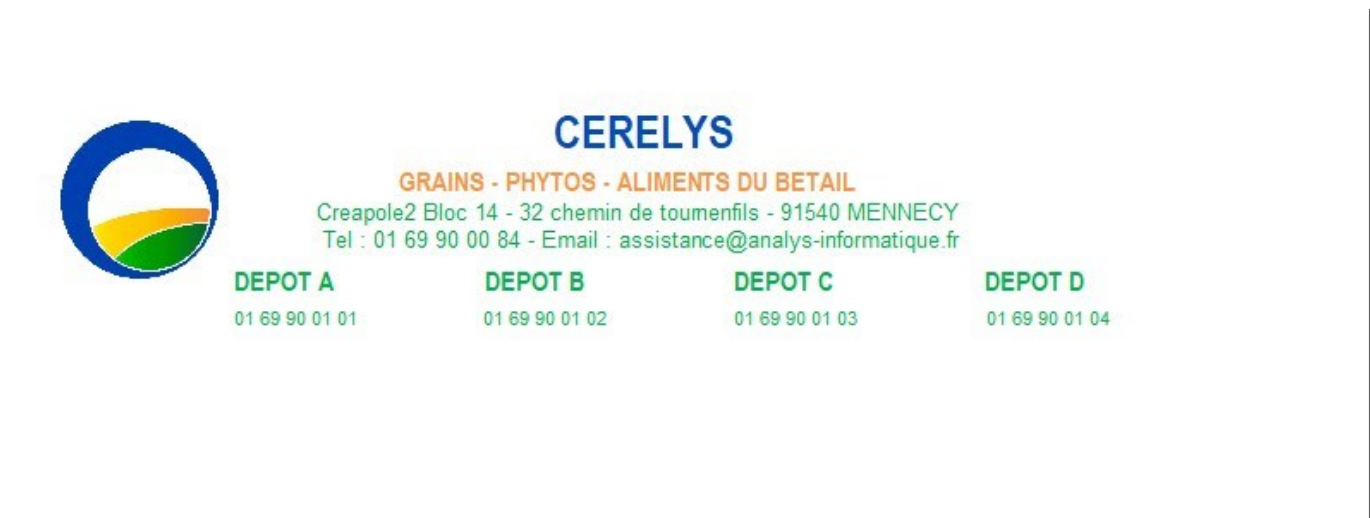 CERELYS
GRAINS - PHYTOS - ALIMENTS DU BETAIL
Creapole2 Bloc 14 - 32 chemin de toumenfils - 91540 MENNECY
Tel : 01 69 90 00 84 - Email : assistance@analys-informatique.fr
DEPOT A DEPOT B DEPOT C DEPOT D
01 69 90 01 01 01 69 90 01 02 01 69 90 01 03 01 69 90 01 04